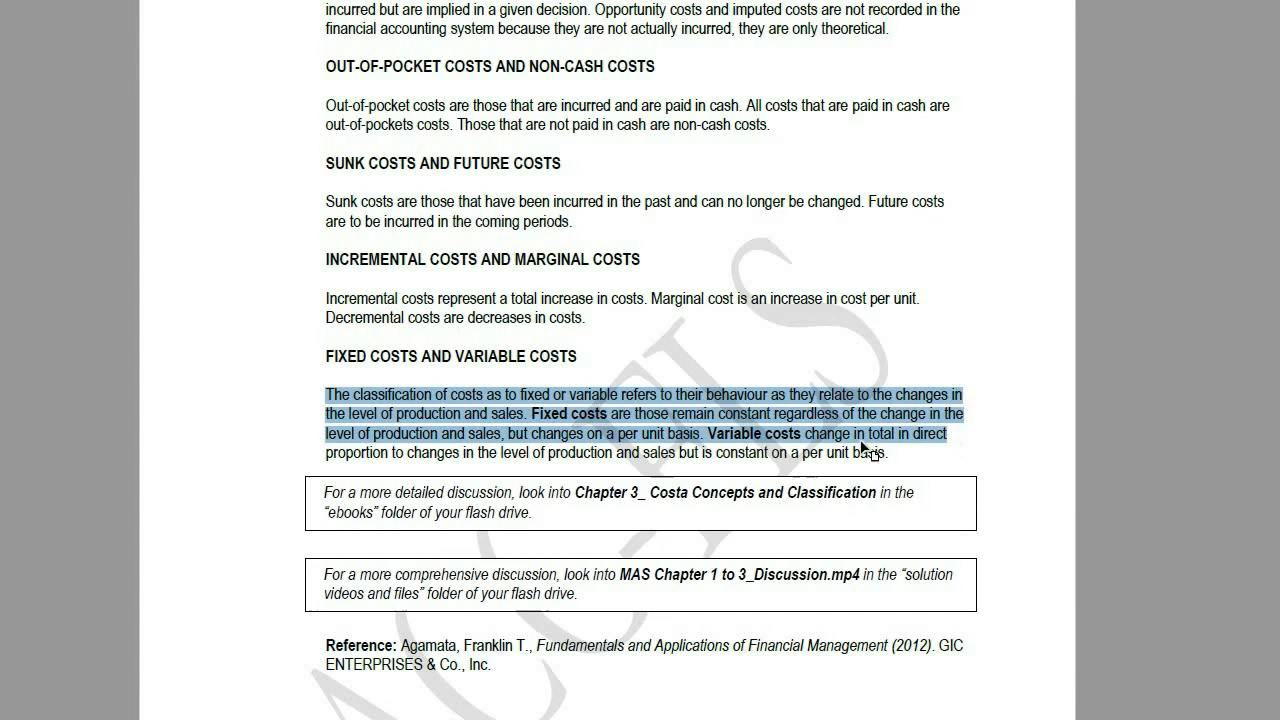 incurred but are implied in a given decision. Opportunity costs and imputed costs are not recorded in the
financial accounting system because they are not actually incurred, they are only theoretical.
OUT-OF-POCKET COSTS AND NON-CASH COSTS
Out-of-pocket costs are those that are incurred and are paid in cash. All costs that are paid in cash are
out-of-pockets costs. Those that are not paid in cash are non-cash costs.
SUNK COSTS AND FUTURE COSTS
Sunk costs are those that have been incurred in the past and can no longer be changed. Future costs
are to be incurred in the coming periods.
INCREMENTAL COSTS AND MARGINAL COSTS
Incremental costs represent a total increase in costs. Marginal cost is an increase in cost per unit.
Decremental costs are decreases in costs.
FIXED COSTS AND VARIABLE COSTS
The classification of costs as to fixed or variable refers to their behaviour as they relate to the changes in
the level of production and sales. Fixed costs are those remain constant regardless of the change in the
level of production and sales, but changes on a per unit basis. Variable costs change in total in direct
proportion to changes in the level of production and sales but is constant on a per unit basis.
For a more detailed discussion, look into Chapter 3_ Costa Concepts and Classification in the
“ebooks” folder of your flash drive.
For a more comprehensive discussion, look into MAS Chapter 1 to 3_Discussion.mp4 in the “solution
videos and files” folder of your flash drive.
Reference: Agamata, Franklin T., Fundamentals and Applications of Financial Management (2012). GIC
ENTERPRISES & Co., Inc.